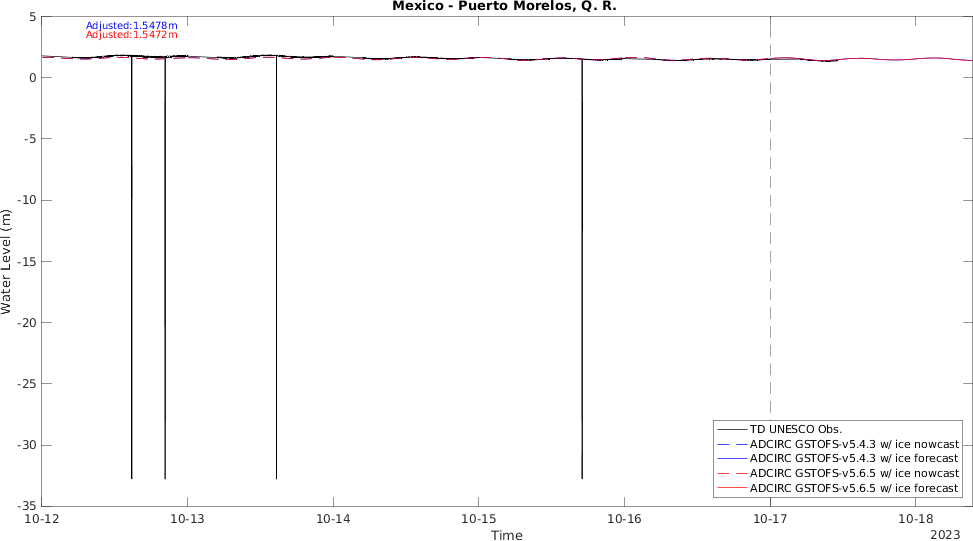 Mexico - Puerto Morelos, Q. R.
Adjusted:1.5478m
Adjusted:1.5472m
5
0
-5
-10
-15
-20
-25
-30
-35
Water Level (m)
TD UNESCO Obs.
ADCIRC GSTOFS-v5.4.3 w/ ice nowcast
ADCIRC GSTOFS-v5.4.3 w/ ice forecast
ADCIRC GSTOFS-v5.6.5 w/ ice nowcast
ADCIRC GSTOFS-v5.6.5 w/ ice forecast
10-12 10-13 10-14 10-15 10-16 10-17 10-18
Time
2023